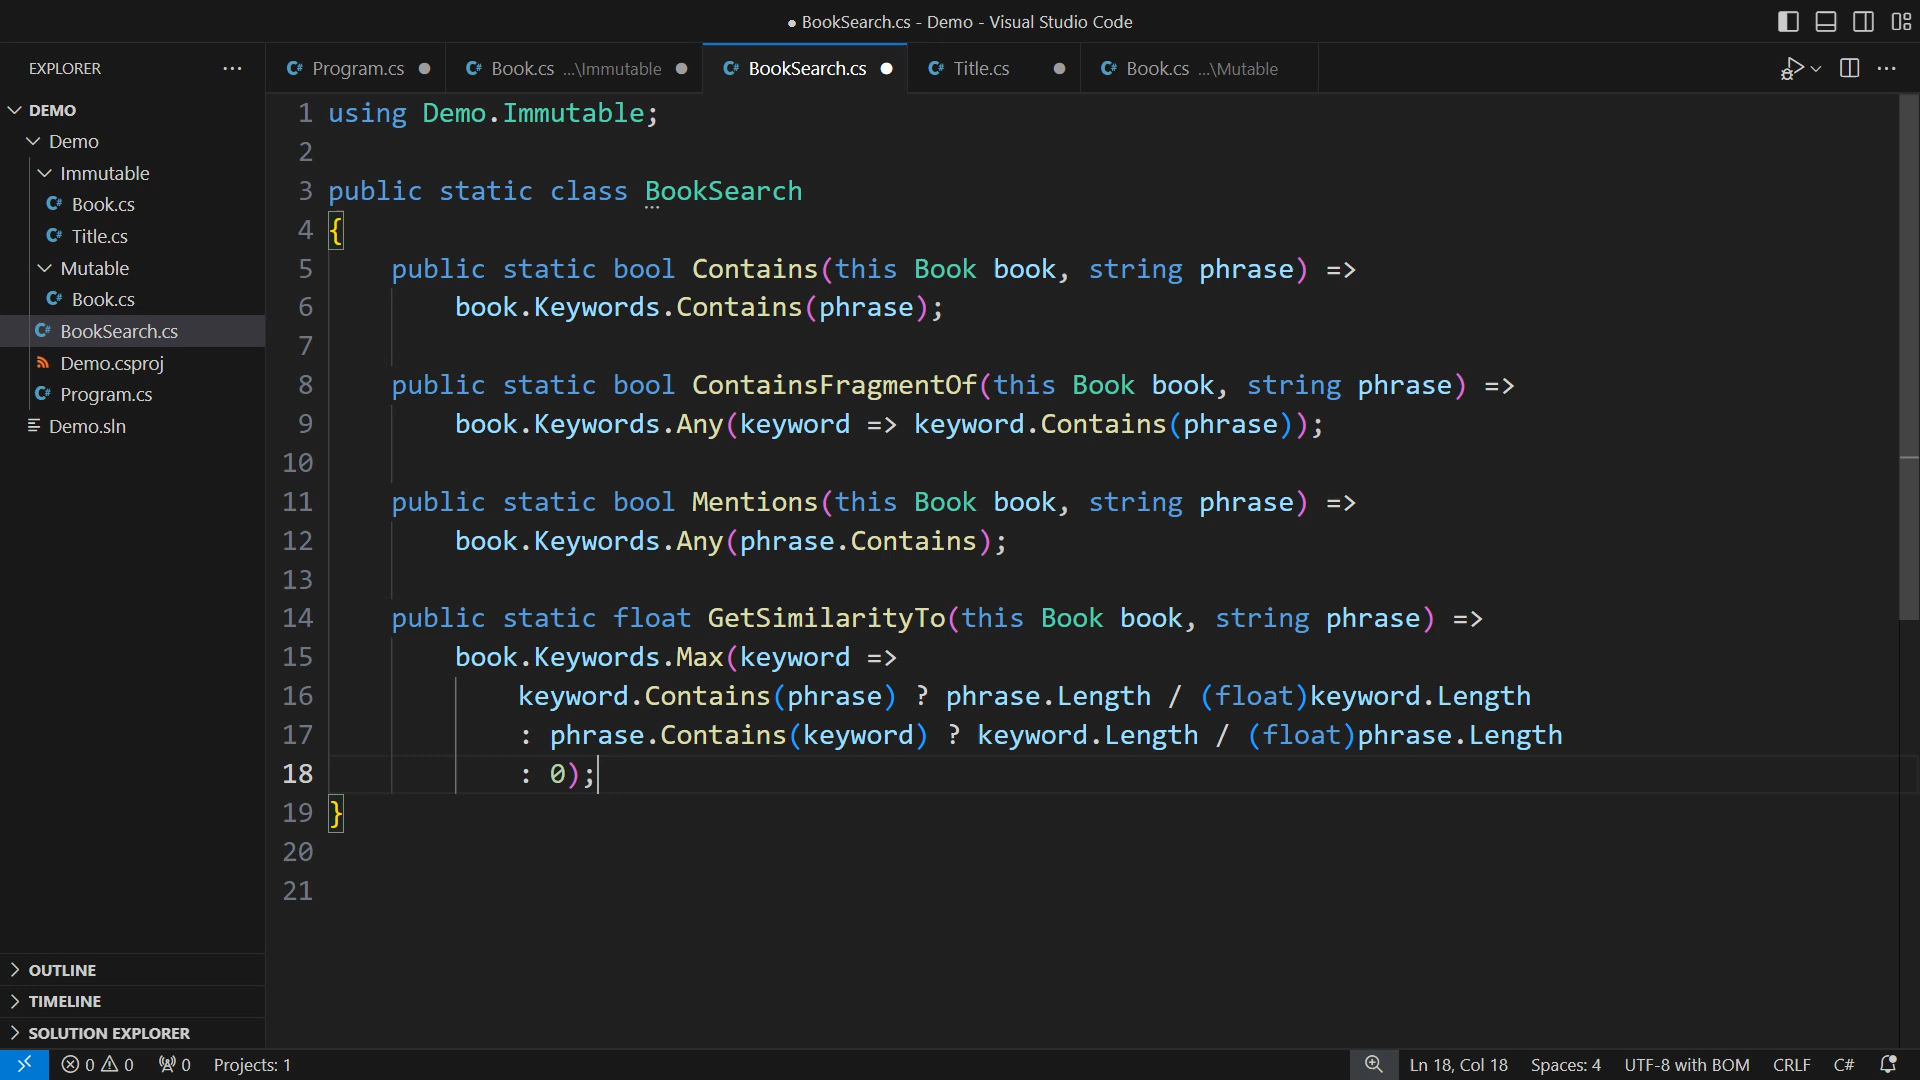 ● BookSearch.cs - Demo - Visual Studio Code
EXPLORER
Program.cs
Book.cs ...\Immutable
BookSearch.cs
Title.cs
Book.cs ...\Mutable
DEMO
Demo
Immutable
Book.cs
Title.cs
Mutable
Book.cs
BookSearch.cs
Demo.csproj
Program.cs
Demo.sln
OUTLINE
TIMELINE
SOLUTION EXPLORER
1 using Demo.Immutable;
2
3 public static class BookSearch
4 {
5     public static bool Contains(this Book book, string phrase) =>
6         book.Keywords.Contains(phrase);
7
8     public static bool ContainsFragmentOf(this Book book, string phrase) =>
9         book.Keywords.Any(keyword => keyword.Contains(phrase));
10
11     public static bool Mentions(this Book book, string phrase) =>
12         book.Keywords.Any(phrase.Contains);
13
14     public static float GetSimilarityTo(this Book book, string phrase) =>
15         book.Keywords.Max(keyword =>
16             keyword.Contains(phrase) ? phrase.Length / (float)keyword.Length
17             : phrase.Contains(keyword) ? keyword.Length / (float)phrase.Length
18             : 0);
19 }
20
21
0 0 0 Projects: 1
Ln 18, Col 18 Spaces: 4 UTF-8 with BOM CRLF C#